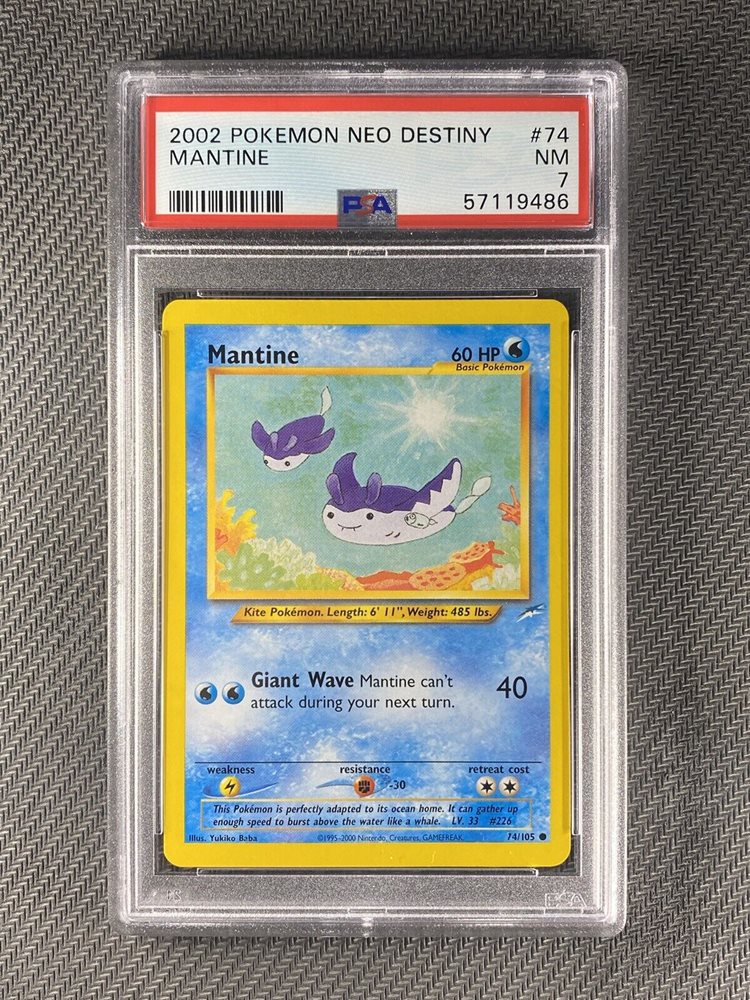 2002 POKEMON NEO DESTINY #74
MANTINE NM
7
PSA 57119486
Mantine 60 HP
Basic Pokémon
Kite Pokémon. Length: 6' 11", Weight: 485 lbs.
Giant Wave Mantine can't 40
attack during your next turn.
weakness resistance retreat cost
-30
This Pokémon is perfectly adapted to its ocean home. It can gather up
enough speed to burst above the water like a whale. LV. 33 #226
Illus. Yukiko Baba ©1995-2000 Nintendo, Creatures, GAMEFREAK. 74/105
PSA